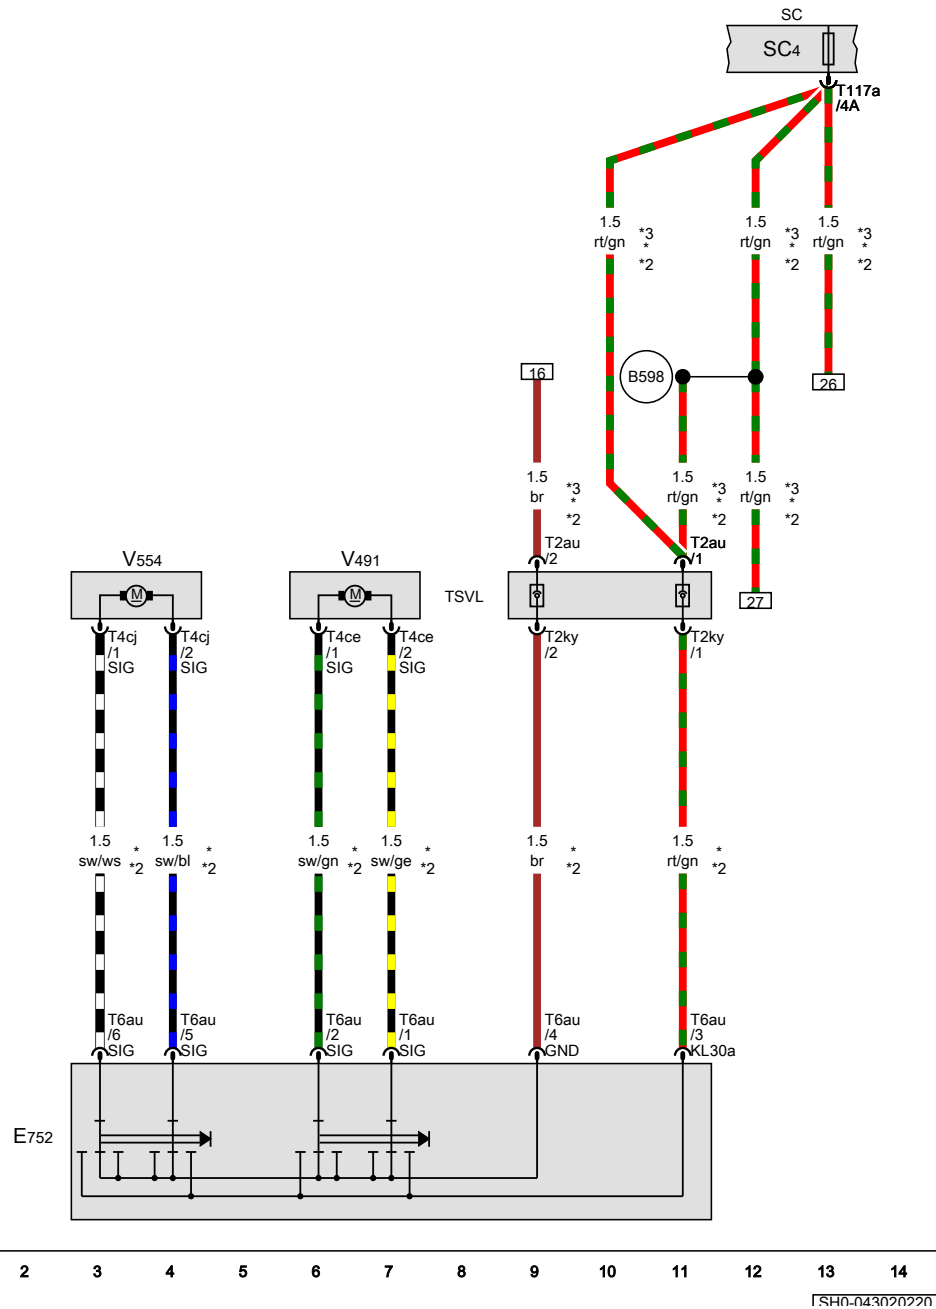 SC
SC4
T117a
/4A
1.5
rt/gn
*3
*
*2
1.5
rt/gn
*3
*
*2
1.5
rt/gn
*3
*
*2
16
B598
26
1.5
br
*3
*
*2
1.5
rt/gn
*3
*
*2
1.5
rt/gn
*3
*
*2
T2au
/2
T2au
/1
V554
V491
TSVL
27
M
M
T4cj
/1
SIG
T4cj
/2
SIG
T4ce
/1
SIG
T4ce
/2
SIG
T2ky
/2
T2ky
/1
1.5
sw/ws
*
*2
1.5
sw/bl
*
*2
1.5
sw/gn
*
*2
1.5
sw/ge
*
*2
1.5
br
*
*2
1.5
rt/gn
*
*2
T6au
/6
SIG
T6au
/5
SIG
T6au
/2
SIG
T6au
/1
SIG
T6au
/4
GND
T6au
/3
KL30a
E752
2 3 4 5 6 7 8 9 10 11 12 13 14
SH0-043020220